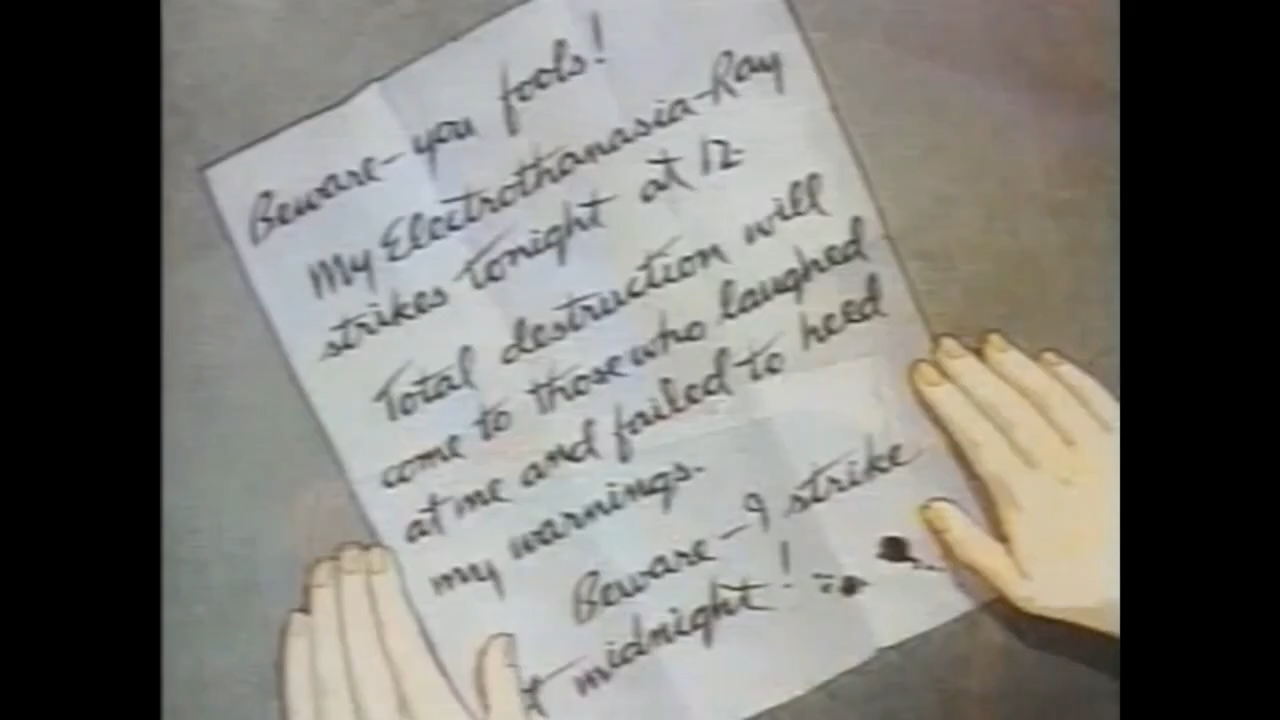 Beware- you fools!
My Electrothanasia-Ray
strikes tonight at 12-
Total destruction will
come to those who laughed
at me and failed to heed
my warnings.
Beware-I strike
t midnight!